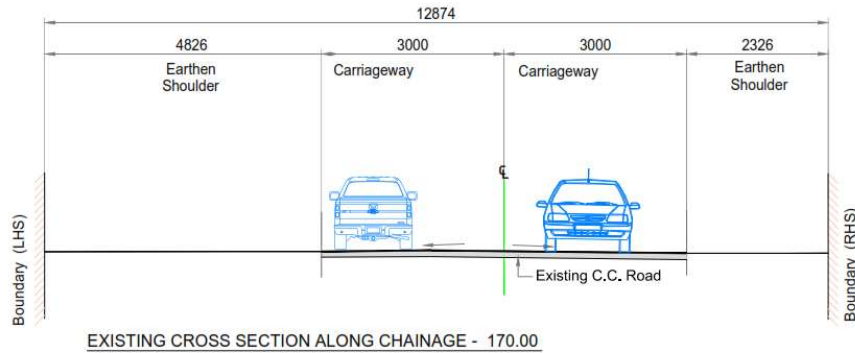 12874
4826
3000
3000
2326
Earthen
Shoulder
Carriageway
Carriageway
Earthen
Shoulder
℄
Boundary (LHS)
Boundary (RHS)
Existing C.C. Road
EXISTING CROSS SECTION ALONG CHAINAGE - 170.00